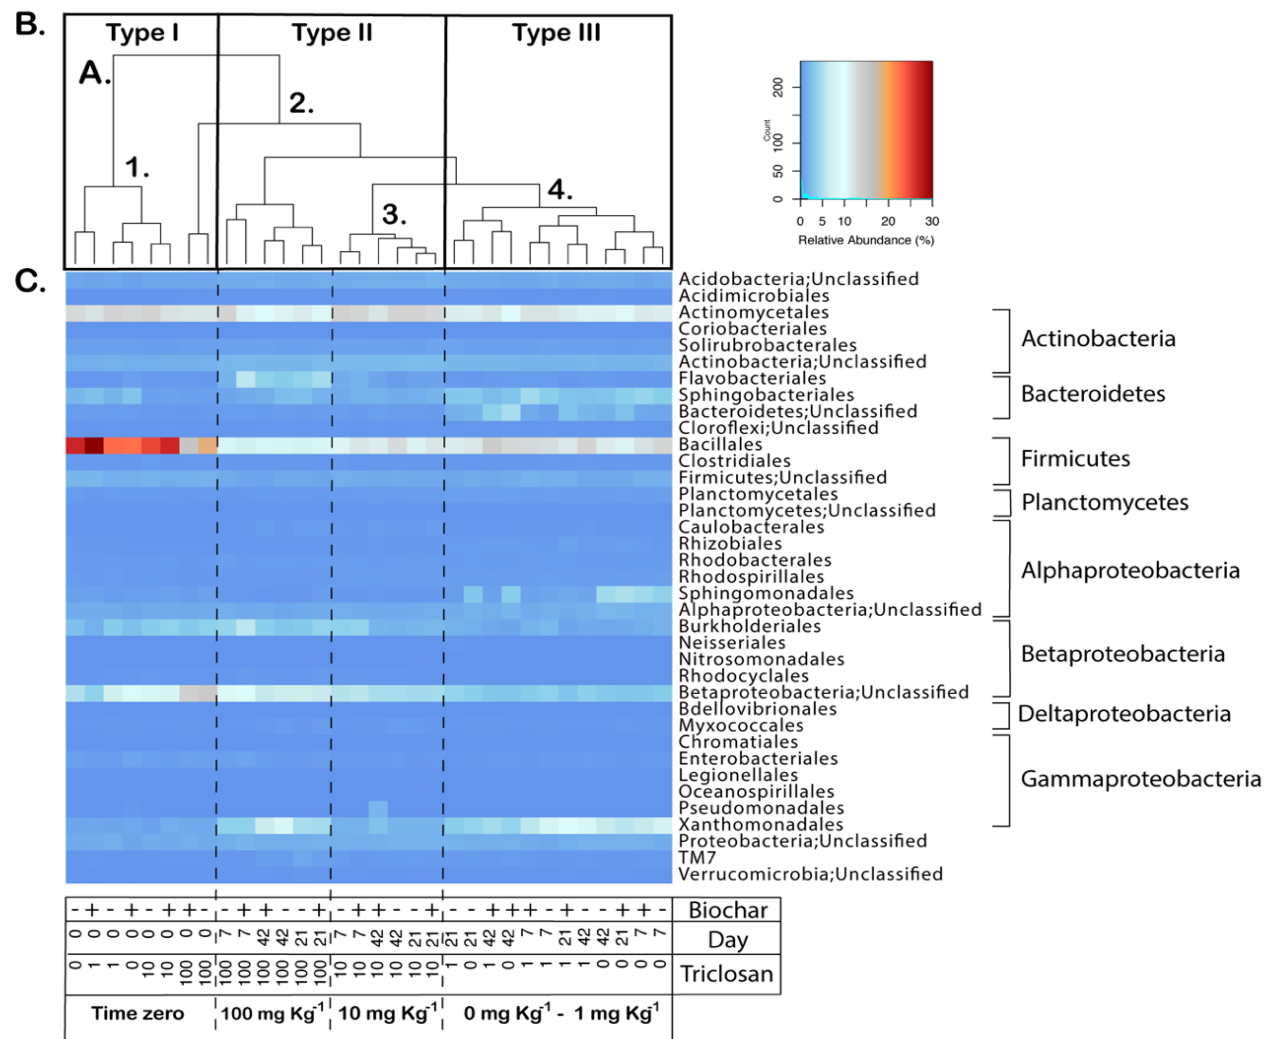 B.
Type I Type II Type III
A.
1.
2.
3.
4.
Count
0 50 100 200
0 5 10 20 30
Relative Abundance (%)
C.
Acidobacteria;Unclassified
Acidimicrobiales
Actinomycetales
Coriobacteriales
Solirubrobacterales
Actinobacteria;Unclassified
Flavobacteriales
Sphingobacteriales
Bacteroidetes;Unclassified
Cloroflexi;Unclassified
Bacillales
Clostridiales
Firmicutes;Unclassified
Planctomycetales
Planctomycetes;Unclassified
Caulobacterales
Rhizobiales
Rhodobacterales
Rhodospirillales
Sphingomonadales
Alphaproteobacteria;Unclassified
Burkholderiales
Neisseriales
Nitrosomonadales
Rhodocyclales
Betaproteobacteria;Unclassified
Bdellovibrionales
Myxococcales
Chromatiales
Enterobacteriales
Legionellales
Oceanospirillales
Pseudomonadales
Xanthomonadales
Proteobacteria;Unclassified
TM7
Verrucomicrobia;Unclassified
Actinobacteria
Bacteroidetes
Firmicutes
Planctomycetes
Alphaproteobacteria
Betaproteobacteria
Deltaproteobacteria
Gammaproteobacteria
- + - + - + + - - + + - - + - + + - - + - - + + + - + - - + + - Biochar
0 0 0 0 0 0 0 0 7 7 42 42 21 21 7 7 42 42 21 21 21 21 42 42 7 7 21 42 42 21 7 7 Day
0 1 1 0 10 10 100 100 100 100 100 100 100 100 10 10 10 10 10 10 1 0 1 0 1 1 1 1 0 0 0 0 Triclosan
Time zero 100 mg Kg-1 10 mg Kg-1 0 mg Kg-1 - 1 mg Kg-1